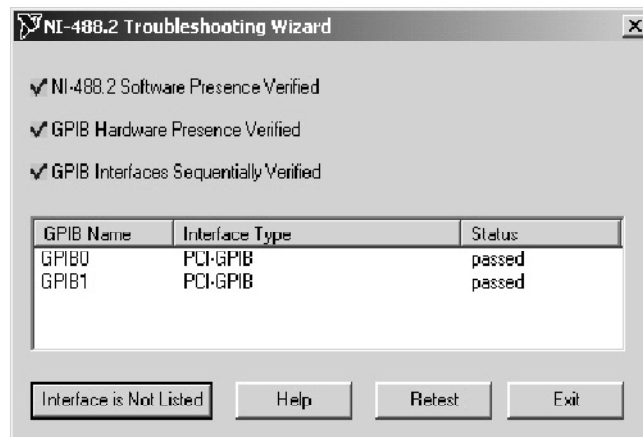 NI-488.2 Troubleshooting Wizard
NI-488.2 Software Presence Verified
GPIB Hardware Presence Verified
GPIB Interfaces Sequentially Verified
GPIB Name Interface Type Status
GPIB0 PCI-GPIB passed
GPIB1 PCI-GPIB passed
Interface is Not Listed Help Retest Exit